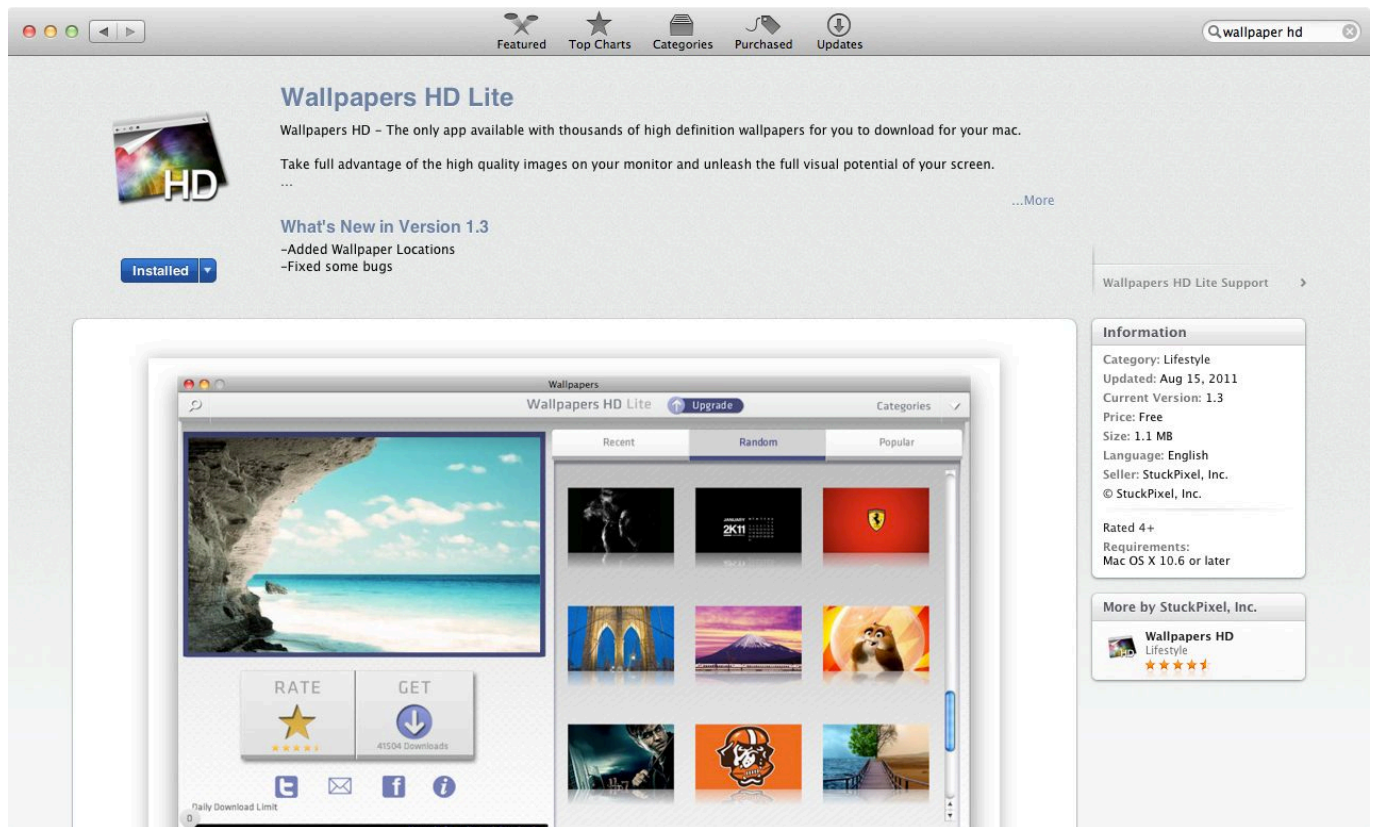 Featured Top Charts Categories Purchased Updates
wallpaper hd
Wallpapers HD Lite
Wallpapers HD – The only app available with thousands of high definition wallpapers for you to download for your mac.
Take full advantage of the high quality images on your monitor and unleash the full visual potential of your screen.
...
...More
HD
What's New in Version 1.3
–Added Wallpaper Locations
–Fixed some bugs
Installed
Wallpapers HD Lite Support
Wallpapers
Wallpapers HD Lite Upgrade Categories
Recent Random Popular
JANUARY
2K11
RATE GET
41504 Downloads
Daily Download Limit
0
Information
Category: Lifestyle
Updated: Aug 15, 2011
Current Version: 1.3
Price: Free
Size: 1.1 MB
Language: English
Seller: StuckPixel, Inc.
© StuckPixel, Inc.
Rated 4+
Requirements:
Mac OS X 10.6 or later
More by StuckPixel, Inc.
HD
Wallpapers HD
Lifestyle